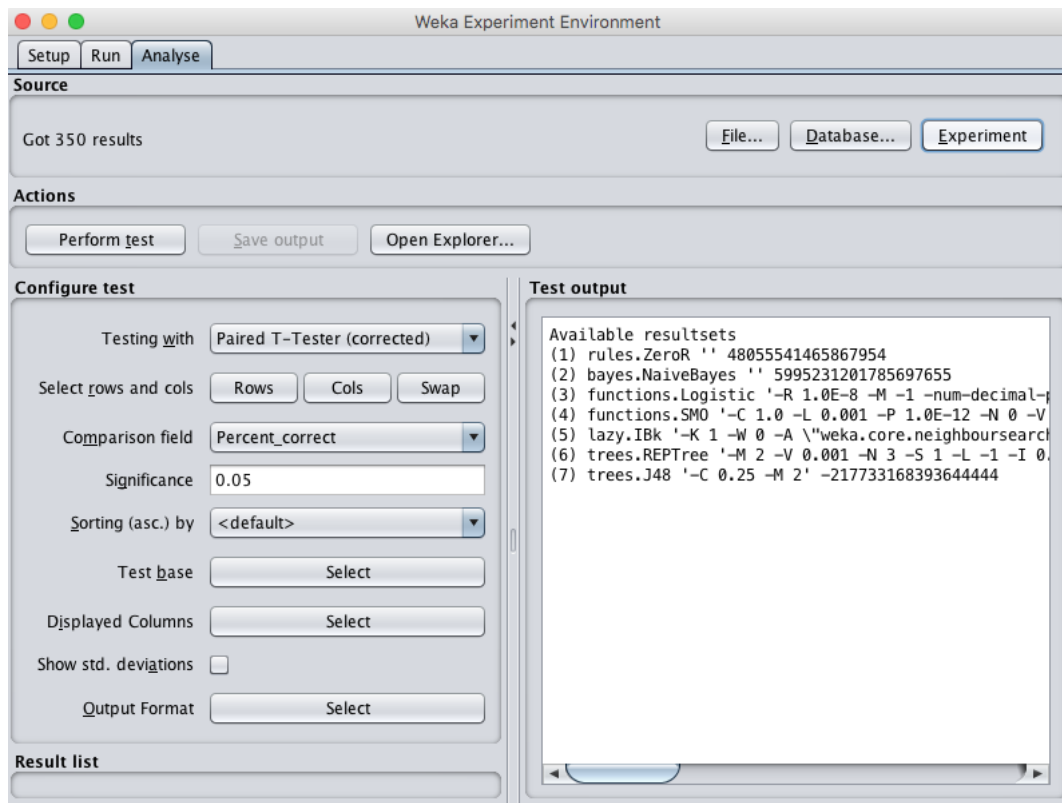 Weka Experiment Environment
Setup Run Analyse
Source
Got 350 results File... Database... Experiment
Actions
Perform test Save output Open Explorer...
Configure test
Testing with Paired T-Tester (corrected)
Select rows and cols Rows Cols Swap
Comparison field Percent_correct
Significance 0.05
Sorting (asc.) by <default>
Test base Select
Displayed Columns Select
Show std. deviations
Output Format Select
Result list
Test output
Available resultsets
(1) rules.ZeroR '' 48055541465867954
(2) bayes.NaiveBayes '' 5995231201785697655
(3) functions.Logistic '-R 1.0E-8 -M -1 -num-decimal-p
(4) functions.SMO '-C 1.0 -L 0.001 -P 1.0E-12 -N 0 -V
(5) lazy.IBk '-K 1 -W 0 -A \"weka.core.neighboursearch
(6) trees.REPTree '-M 2 -V 0.001 -N 3 -S 1 -L -1 -I 0.
(7) trees.J48 '-C 0.25 -M 2' -217733168393644444